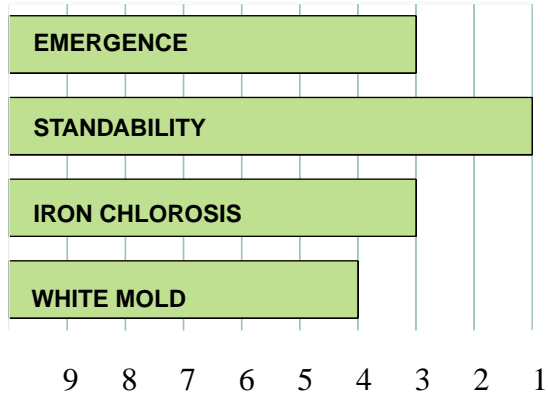 EMERGENCE
STANDABILITY
IRON CHLOROSIS
WHITE MOLD
9 8 7 6 5 4 3 2 1